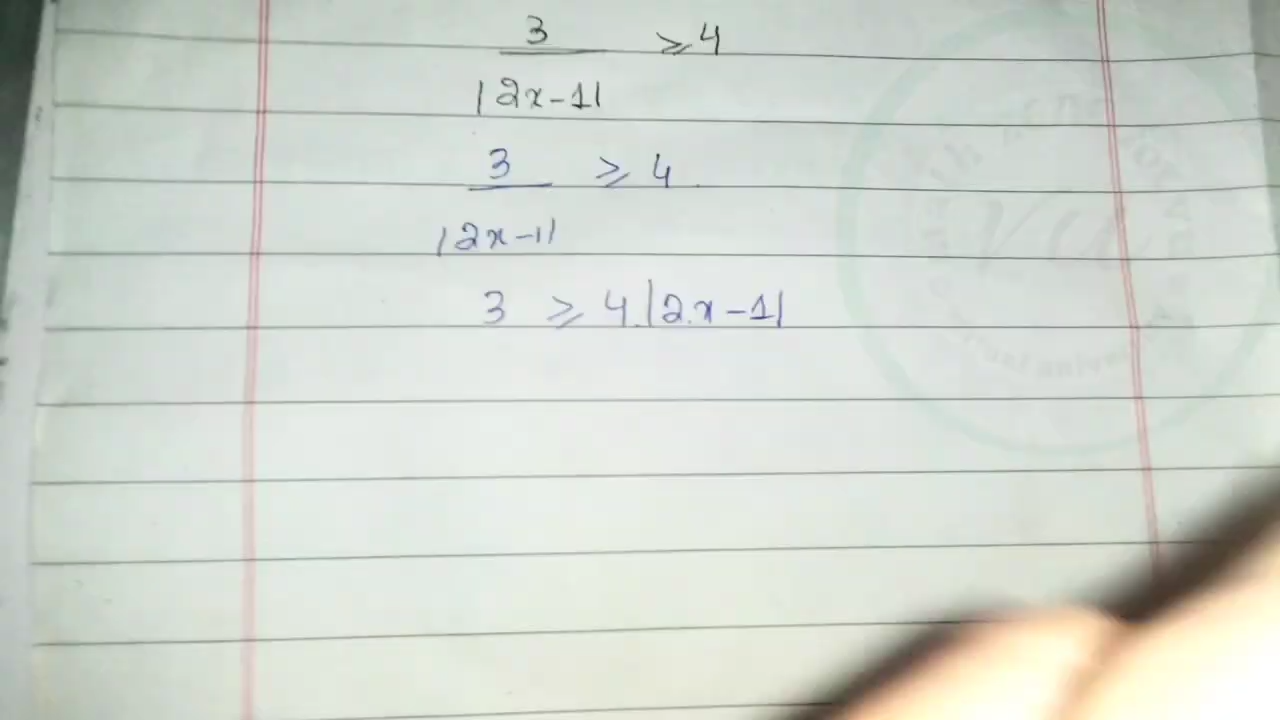 3/|2x-1| ≥ 4
3/|2x-1| ≥ 4
3 ≥ 4.|2x-1|